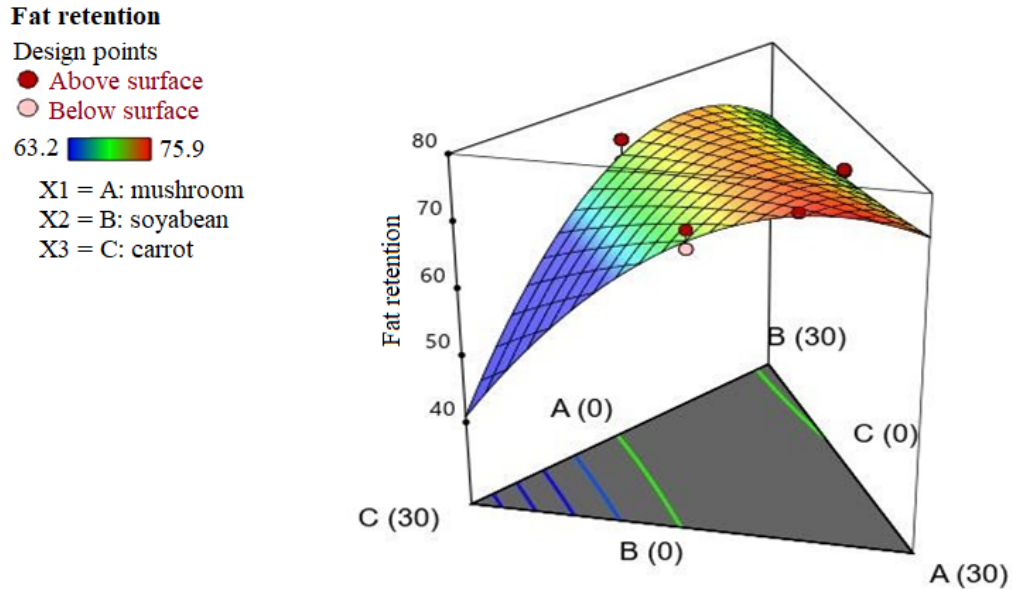 Fat retention
Design points
Above surface
Below surface
63.2 75.9
X1 = A: mushroom
X2 = B: soyabean
X3 = C: carrot
80
70
60
50
40
Fat retention
B (30)
A (0)
C (0)
C (30)
B (0)
A (30)